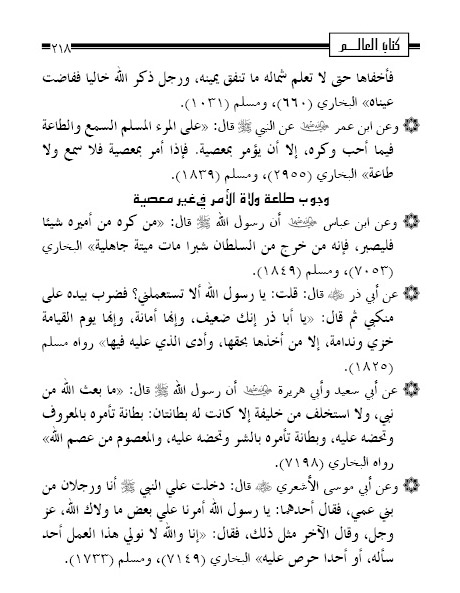 كتاب العالم
٢١٨
فأخفاها حتى لا تعلم شماله ما تنفق يمينه، ورجل ذكر الله خاليا ففاضت
عيناه» البخاري (٦٦٠)، ومسلم (١٠٣١).
وعن ابن عمر رضي الله عنهما عن النبي ﷺ قال: «على المرء المسلم السمع والطاعة
فيما أحب وكره، إلا أن يؤمر بمعصية. فإذا أمر بمعصية فلا سمع ولا
طاعة» البخاري (٢٩٥٥)، ومسلم (١٨٣٩).
وجوب طاعة ولاة الأمر في غير معصية
وعن ابن عباس رضي الله عنهما أن رسول الله ﷺ قال: «من كره من أميره شيئا
فليصبر، فإنه من خرج من السلطان شبرا مات ميتة جاهلية» البخاري
(٧٠٥٣)، ومسلم (١٨٤٩).
عن أبي ذر قال: قلت: يا رسول الله ألا تستعملني؟ فضرب بيده على
منكبي ثم قال: «يا أبا ذر إنك ضعيف، وإنها أمانة، وإنها يوم القيامة
خزي وندامة، إلا من أخذها بحقها، وأدى الذي عليه فيها» رواه مسلم
(١٨٢٥).
عن أبي سعيد وأبي هريرة رضي الله عنهما أن رسول الله ﷺ قال: «ما بعث الله من
نبي، ولا استخلف من خليفة إلا كانت له بطانتان: بطانة تأمره بالمعروف
وتحضه عليه، وبطانة تأمره بالشر وتحضه عليه، والمعصوم من عصم الله»
رواه البخاري (٧١٩٨).
وعن أبي موسى الأشعري قال: دخلت علي النبي ﷺ أنا ورجلان من
بني عمي، فقال أحدهما: يا رسول الله أمرنا علي بعض ما ولاك الله، عز
وجل، وقال الآخر مثل ذلك، فقال: «إنا والله لا نولي هذا العمل أحد
سأله، أو أحدا حرص عليه» البخاري (٧١٤٩)، ومسلم (١٧٣٣).